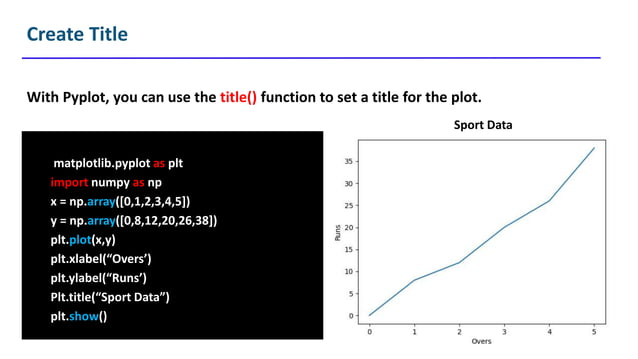 Create Title
With Pyplot, you can use the title() function to set a title for the plot.
matplotlib.pyplot as plt
import numpy as np
x = np.array([0,1,2,3,4,5])
y = np.array([0,8,12,20,26,38])
plt.plot(x,y)
plt.xlabel(“Overs’)
plt.ylabel(“Runs’)
Plt.title(“Sport Data”)
plt.show()
Sport Data
35
30
25
20
15
10
5
0
Runs
0 1 2 3 4 5
Overs